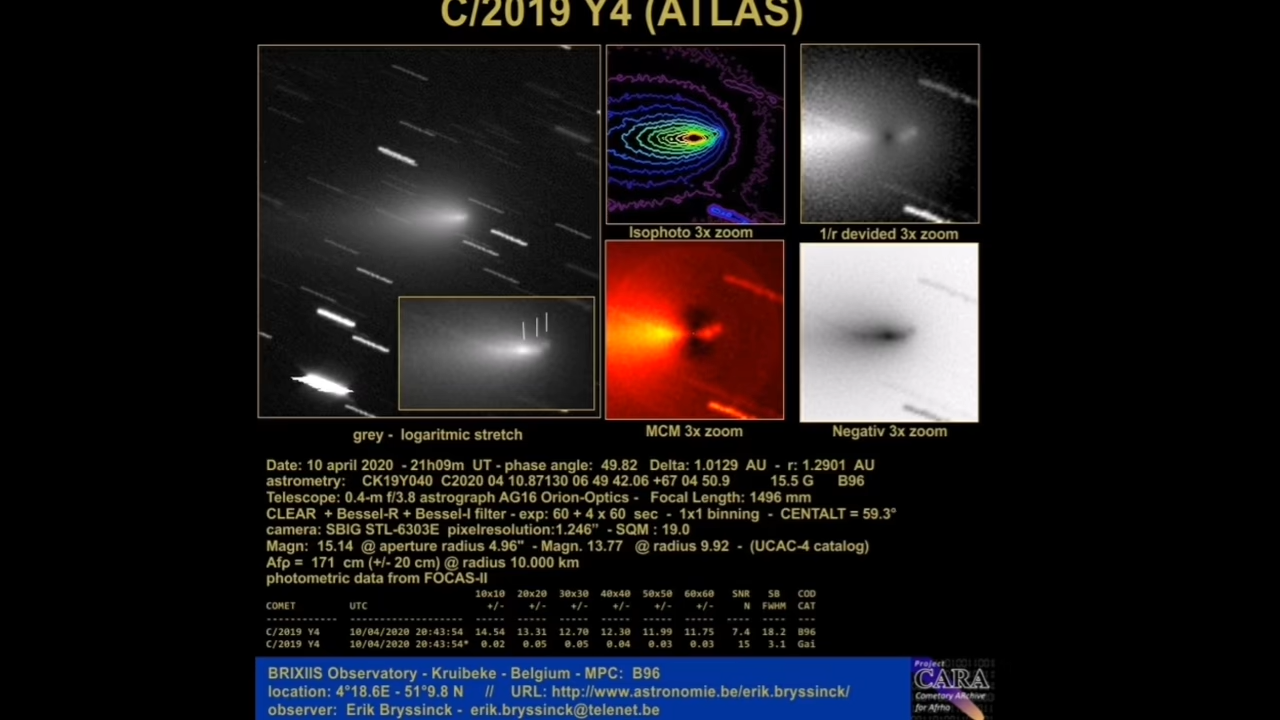 C/2019 Y4 (ATLAS)
Isophoto 3x zoom
1/r devided 3x zoom
grey - logaritmic stretch
MCM 3x zoom
Negativ 3x zoom
Date: 10 april 2020 - 21h09m UT - phase angle: 49.82 Delta: 1.0129 AU - r: 1.2901 AU
astrometry: CK19Y040 C2020 04 10.87130 06 49 42.06 +67 04 50.9 15.5 G B96
Telescope: 0.4-m f/3.8 astrograph AG16 Orion-Optics - Focal Length: 1496 mm
CLEAR + Bessel-R + Bessel-I filter - exp: 60 + 4 x 60 sec - 1x1 binning - CENTALT = 59.3°
camera: SBIG STL-6303E pixelresolution:1.246" - SQM : 19.0
Magn: 15.14 @ aperture radius 4.96" - Magn. 13.77 @ radius 9.92 - (UCAC-4 catalog)
Afρ = 171 cm (+/- 20 cm) @ radius 10.000 km
photometric data from FOCAS-II
10x10 20x20 30x30 40x40 50x50 60x60 SNR SB COD
COMET UTC +/- +/- +/- +/- +/- +/- N FWHM CAT
------------ ------------------- ----- ----- ----- ----- ----- ----- ---- ---- ---
C/2019 Y4 10/04/2020 20:43:54 14.54 13.31 12.70 12.30 11.99 11.75 7.4 18.2 B96
C/2019 Y4 10/04/2020 20:43:54* 0.02 0.05 0.05 0.04 0.03 0.03 15 3.1 Gai
BRIXIIS Observatory - Kruibeke - Belgium - MPC: B96
location: 4°18.6E - 51°9.8 N // URL: http://www.astronomie.be/erik.bryssinck/
observer: Erik Bryssinck - erik.bryssinck@telenet.be
Project
CARA
Cometary ARchive
for Afrho